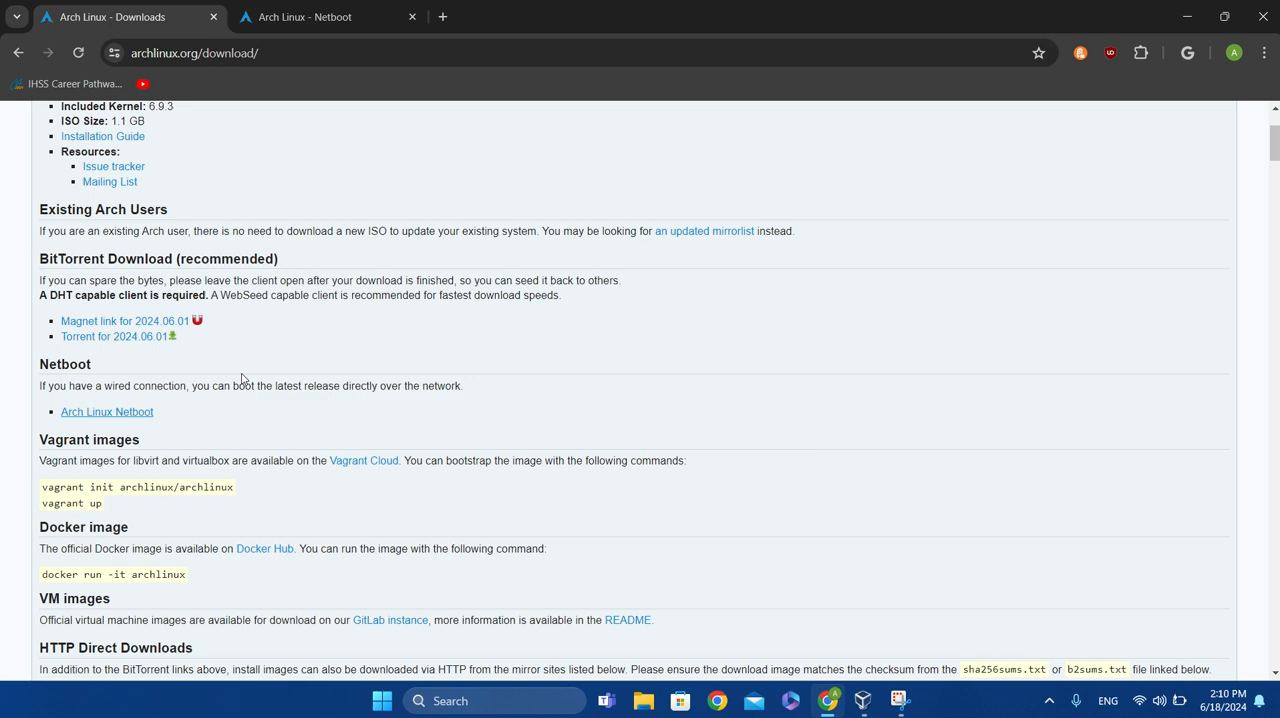 Arch Linux - Downloads
Arch Linux - Netboot
archlinux.org/download/
A
IHSS Career Pathwa...
Included Kernel: 6.9.3
ISO Size: 1.1 GB
Installation Guide
Resources:
Issue tracker
Mailing List
Existing Arch Users
If you are an existing Arch user, there is no need to download a new ISO to update your existing system. You may be looking for an updated mirrorlist instead.
BitTorrent Download (recommended)
If you can spare the bytes, please leave the client open after your download is finished, so you can seed it back to others.
A DHT capable client is required. A WebSeed capable client is recommended for fastest download speeds.
Magnet link for 2024.06.01
Torrent for 2024.06.01
Netboot
If you have a wired connection, you can boot the latest release directly over the network.
Arch Linux Netboot
Vagrant images
Vagrant images for libvirt and virtualbox are available on the Vagrant Cloud. You can bootstrap the image with the following commands:
vagrant init archlinux/archlinux
vagrant up
Docker image
The official Docker image is available on Docker Hub. You can run the image with the following command:
docker run -it archlinux
VM images
Official virtual machine images are available for download on our GitLab instance, more information is available in the README.
HTTP Direct Downloads
In addition to the BitTorrent links above, install images can also be downloaded via HTTP from the mirror sites listed below. Please ensure the download image matches the checksum from the sha256sums.txt or b2sums.txt file linked below.
Search
ENG
2:10 PM
6/18/2024